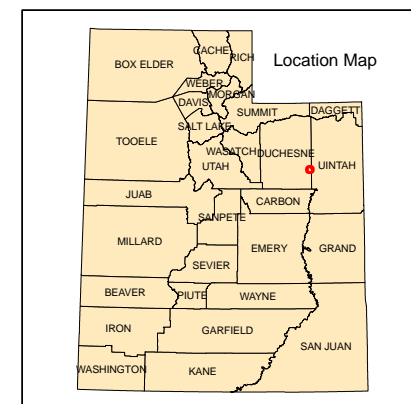 Location Map
CACHE
RICH
BOX ELDER
WEBER
MORGAN
DAVIS
SUMMIT
DAGGETT
SALT LAKE
TOOELE
WASATCH
DUCHESNE
UINTAH
UTAH
JUAB
CARBON
SANPETE
MILLARD
EMERY
GRAND
SEVIER
BEAVER
PIUTE
WAYNE
IRON
GARFIELD
SAN JUAN
WASHINGTON
KANE